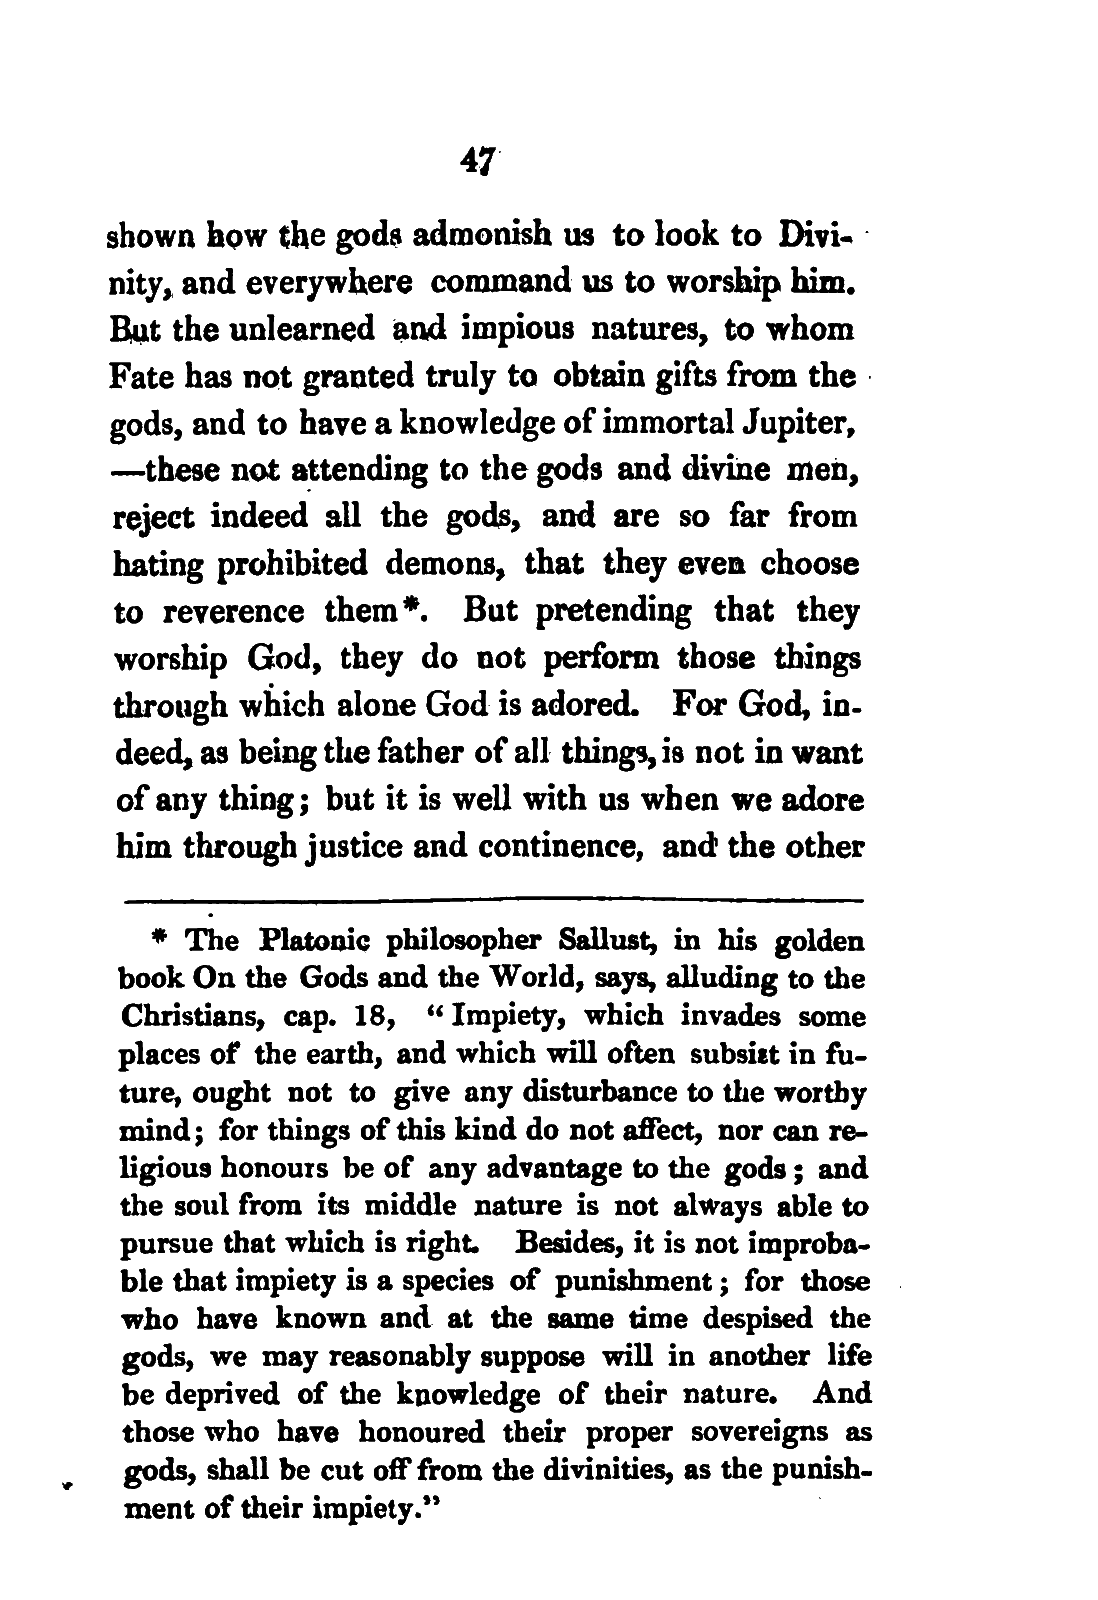 47
shown how the gods admonish us to look to Divi-
nity, and everywhere command us to worship him.
But the unlearned and impious natures, to whom
Fate has not granted truly to obtain gifts from the
gods, and to have a knowledge of immortal Jupiter,
—these not attending to the gods and divine men,
reject indeed all the gods, and are so far from
hating prohibited demons, that they even choose
to reverence them*. But pretending that they
worship God, they do not perform those things
through which alone God is adored. For God, in-
deed, as being the father of all things, is not in want
of any thing; but it is well with us when we adore
him through justice and continence, and the other
* The Platonic philosopher Sallust, in his golden
book On the Gods and the World, says, alluding to the
Christians, cap. 18, “Impiety, which invades some
places of the earth, and which will often subsist in fu-
ture, ought not to give any disturbance to the worthy
mind; for things of this kind do not affect, nor can re-
ligious honours be of any advantage to the gods; and
the soul from its middle nature is not always able to
pursue that which is right. Besides, it is not improba-
ble that impiety is a species of punishment; for those
who have known and at the same time despised the
gods, we may reasonably suppose will in another life
be deprived of the knowledge of their nature. And
those who have honoured their proper sovereigns as
gods, shall be cut off from the divinities, as the punish-
ment of their impiety.”